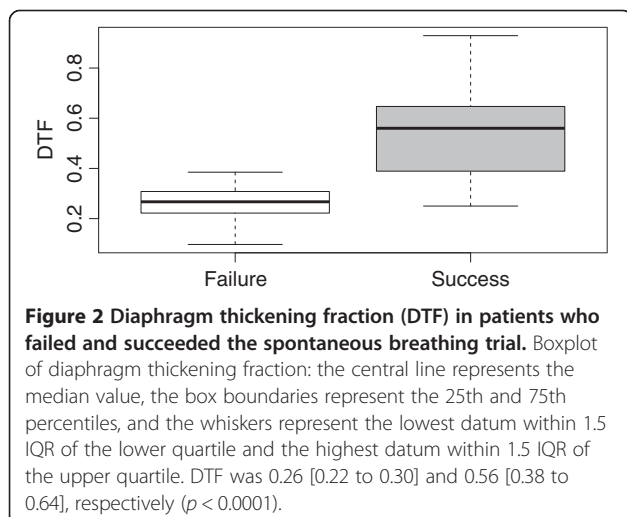 0.8
0.6
0.4
0.2
DTF
Failure Success
Figure 2 Diaphragm thickening fraction (DTF) in patients who
failed and succeeded the spontaneous breathing trial. Boxplot
of diaphragm thickening fraction: the central line represents the
median value, the box boundaries represent the 25th and 75th
percentiles, and the whiskers represent the lowest datum within 1.5
IQR of the lower quartile and the highest datum within 1.5 IQR of
the upper quartile. DTF was 0.26 [0.22 to 0.30] and 0.56 [0.38 to
0.64], respectively (p < 0.0001).